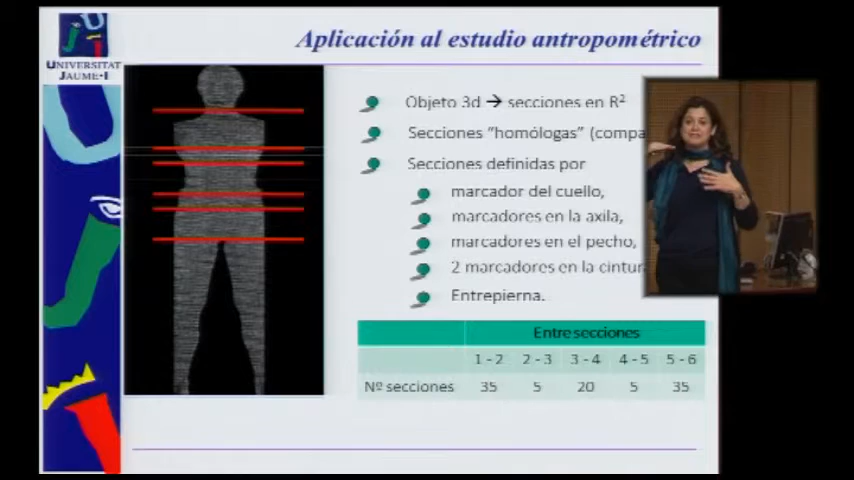 Aplicación al estudio antropométrico
UNIVERSITAT
JAUME·I
Objeto 3d → secciones en R²
Secciones "homólogas" (compa
Secciones definidas por
marcador del cuello,
marcadores en la axila,
marcadores en el pecho,
2 marcadores en la cintur
Entrepierna.
Entre secciones
1 - 2 2 - 3 3 - 4 4 - 5 5 - 6
Nº secciones 35 5 20 5 35